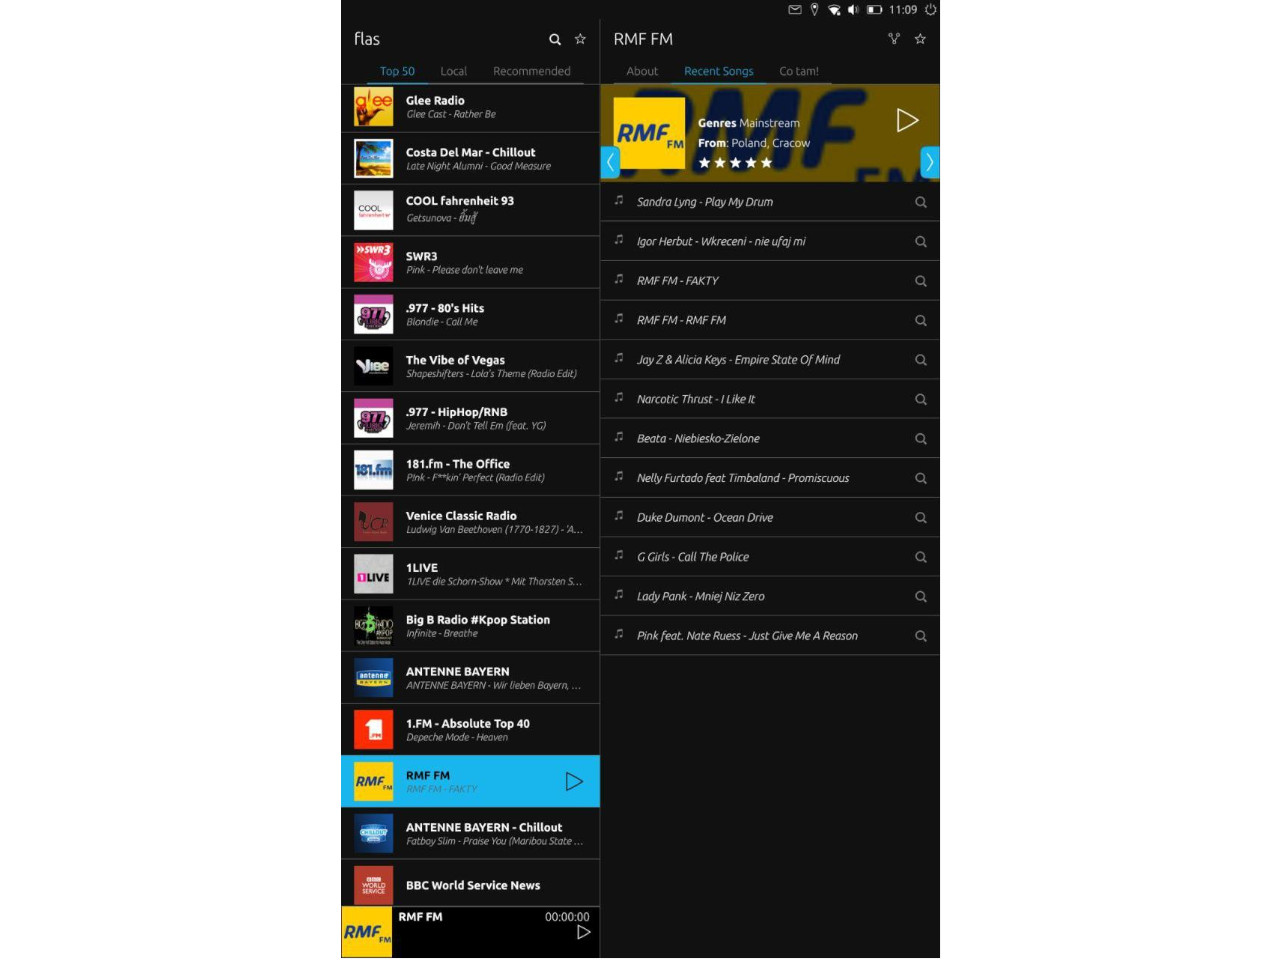 11:09
flas
Top 50 Local Recommended
Glee Radio
Glee Cast - Rather Be
Costa Del Mar - Chillout
Late Night Alumni - Good Measure
COOL
fahrenheit
COOL fahrenheit 93
Getsunova -
SWR3
SWR3
Pink - Please don't leave me
977
.977 - 80's Hits
Blondie - Call Me
Vibe
The Vibe of Vegas
Shapeshifters - Lola's Theme (Radio Edit)
977
.977 - HipHop/RNB
Jeremih - Don't Tell Em (feat. YG)
181.fm
181.fm - The Office
P!nk - F**kin' Perfect (Radio Edit)
VCR
Venice Classic Radio
Ludwig Van Beethoven (1770-1827) - 'A...
1LIVE
1LIVE
1LIVE die Schorn-Show * Mit Thorsten S...
Big B Radio #Kpop Station
Infinite - Breathe
antenne
BAYERN
ANTENNE BAYERN
ANTENNE BAYERN - Wir lieben Bayern, ...
1
.FM
1.FM - Absolute Top 40
Depeche Mode - Heaven
RMF FM
RMF FM
RMF FM - FAKTY
CHILLOUT
ANTENNE BAYERN - Chillout
Fatboy Slim - Praise You (Maribou State ...
BBC
WORLD
SERVICE
BBC World Service News
RMF FM
RMF FM 00:00:00
RMF FM
About Recent Songs Co tam!
RMF FM
RMF FM
Genres Mainstream
From: Poland, Cracow
Sandra Lyng - Play My Drum
Igor Herbut - Wkreceni - nie ufaj mi
RMF FM - FAKTY
RMF FM - RMF FM
Jay Z & Alicia Keys - Empire State Of Mind
Narcotic Thrust - I Like It
Beata - Niebiesko-Zielone
Nelly Furtado feat Timbaland - Promiscuous
Duke Dumont - Ocean Drive
G Girls - Call The Police
Lady Pank - Mniej Niz Zero
Pink feat. Nate Ruess - Just Give Me A Reason